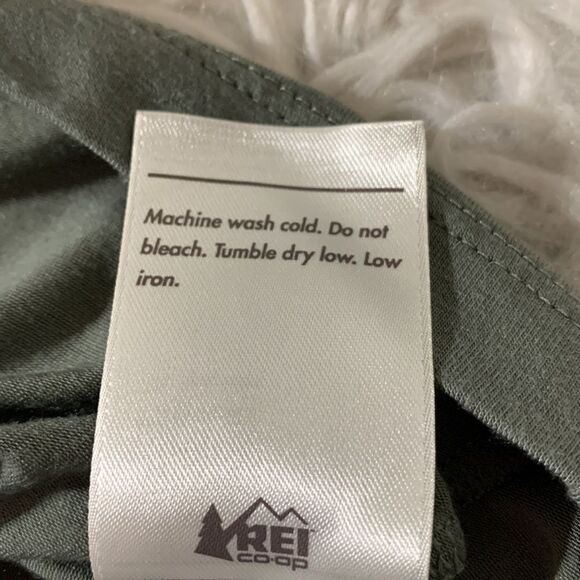 Machine wash cold. Do not
bleach. Tumble dry low. Low
iron.
REI
co·op